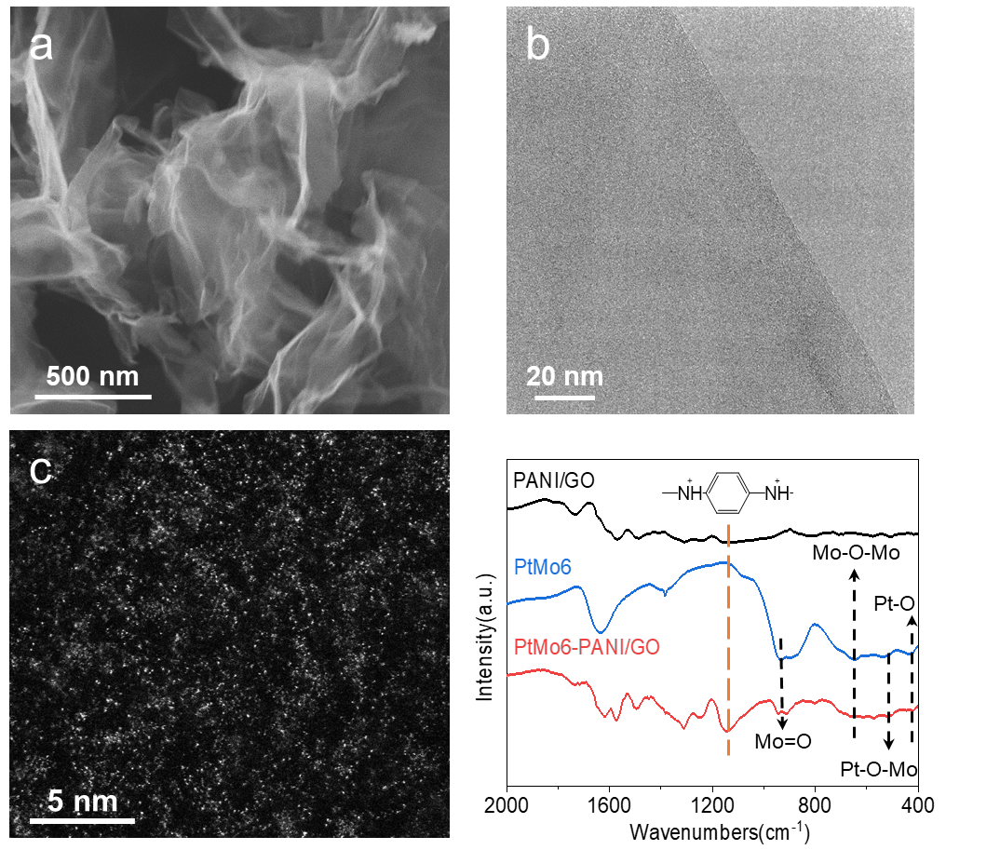 a
500 nm
b
20 nm
c
5 nm
PANI/GO
—NH+ NH+-
Mo-O-Mo
PtMo6
Pt-O
PtMo6-PANI/GO
Mo=O
Pt-O-Mo
Intensity(a.u.)
2000 1600 1200 800 400
Wavenumbers(cm⁻¹)